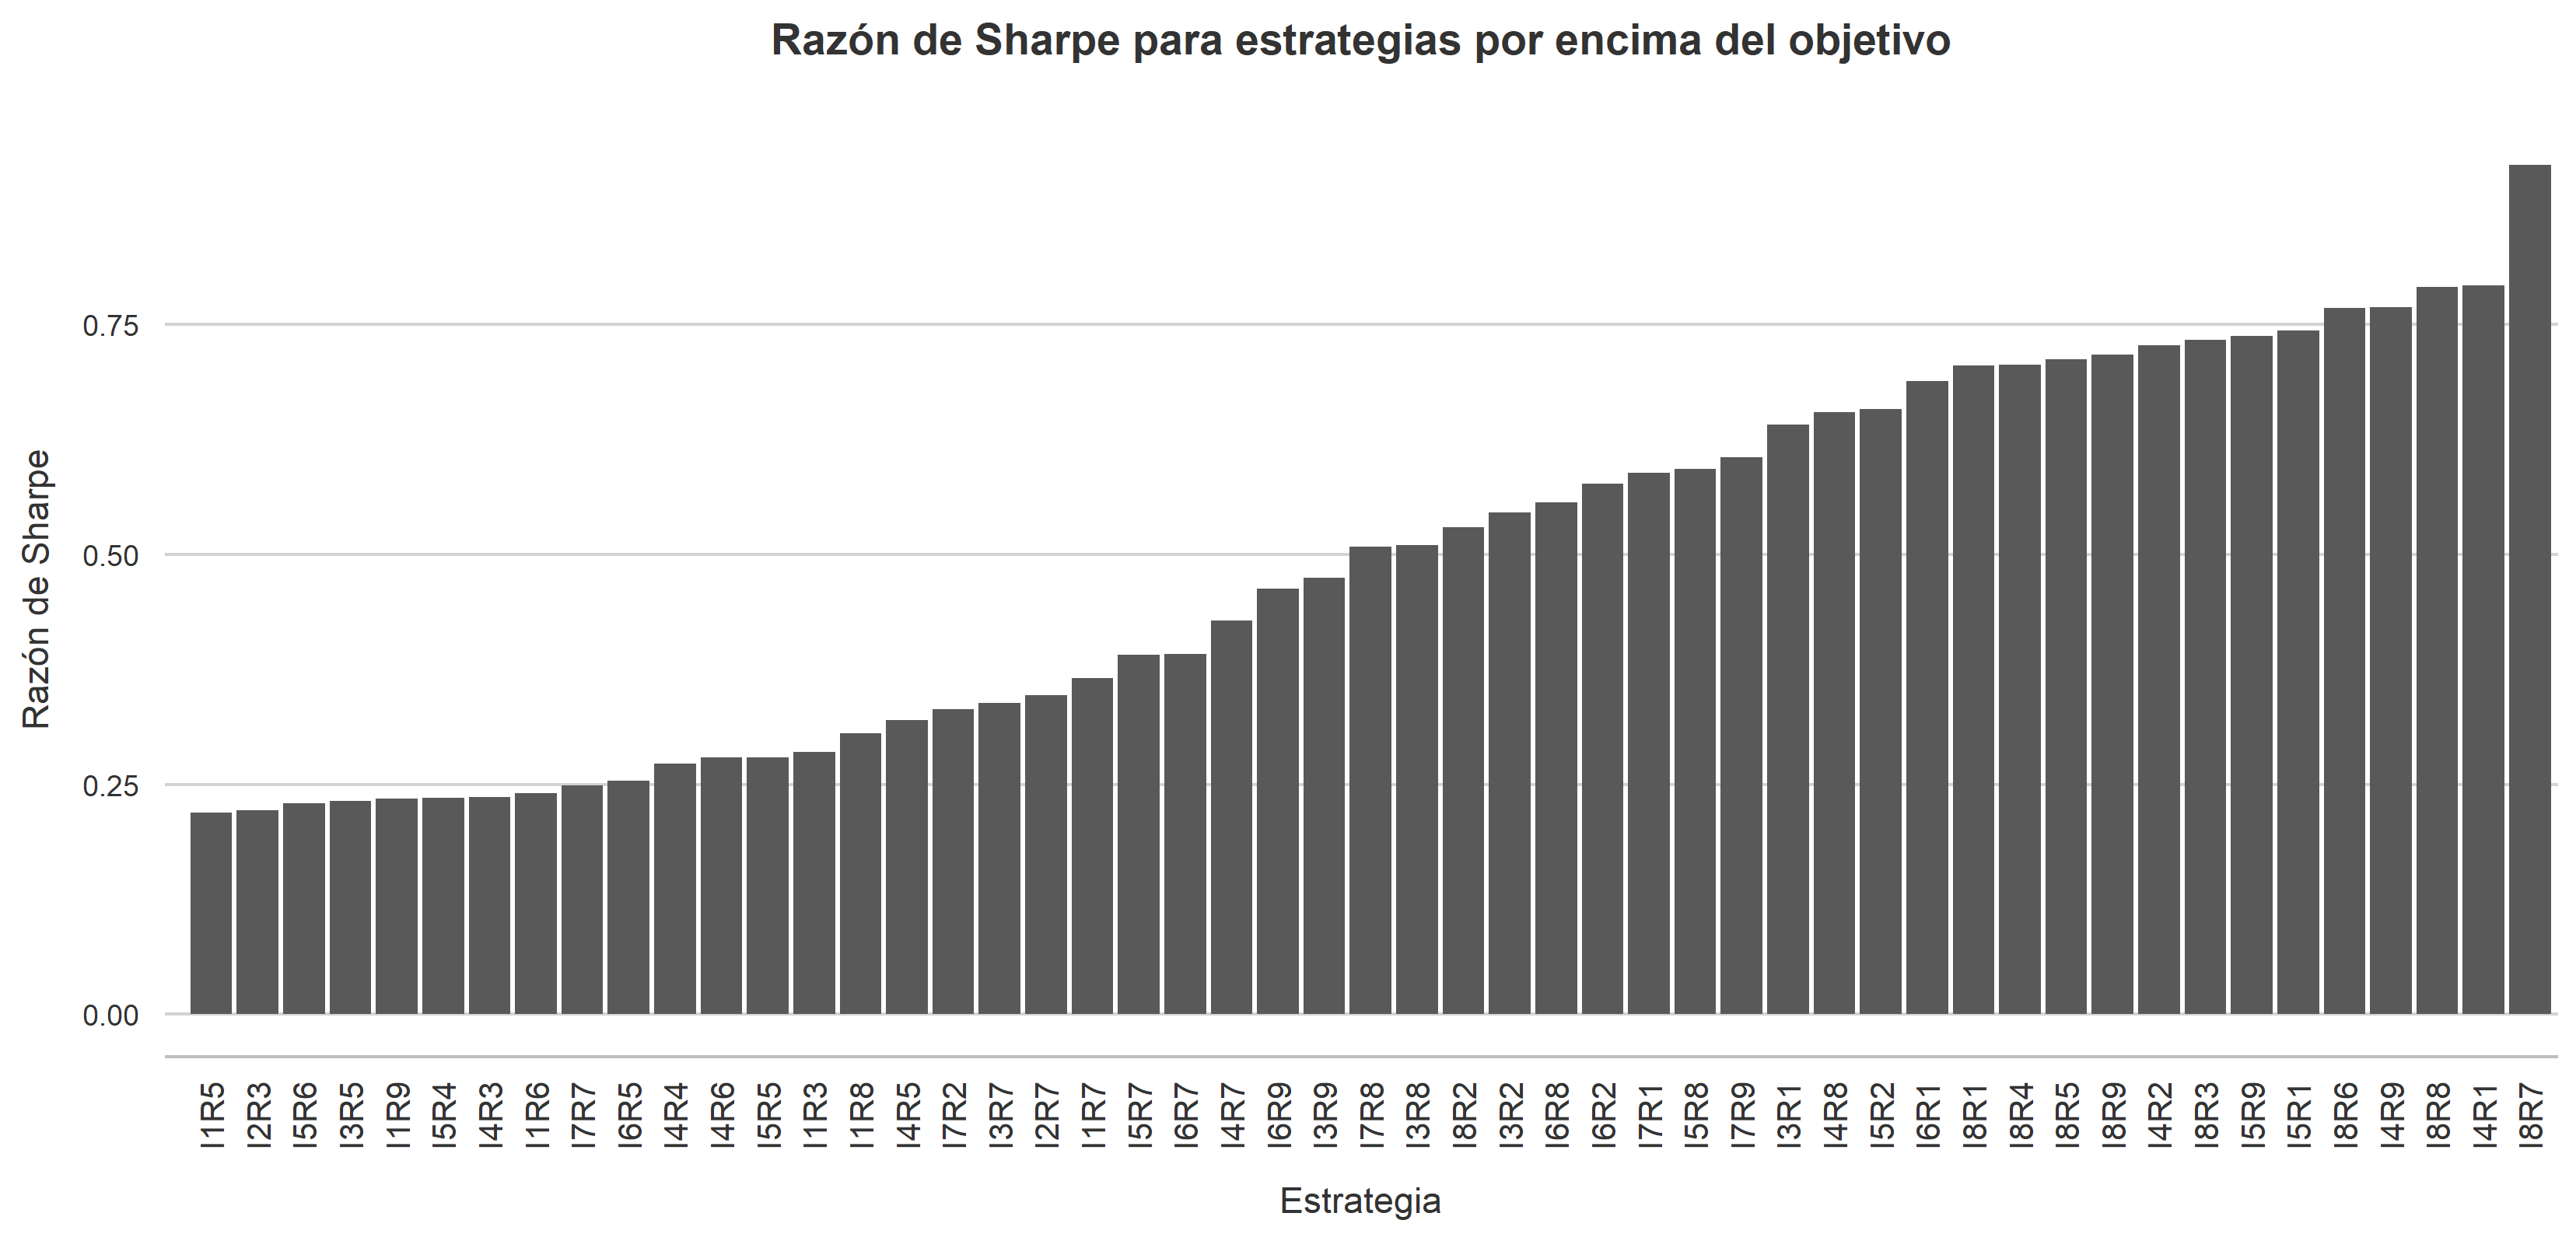 Razón de Sharpe para estrategias por encima del objetivo
Razón de Sharpe
0.75
0.50
0.25
0.00
I1R5
I2R3
I5R6
I3R5
I1R9
I5R4
I4R3
I1R6
I7R7
I6R5
I4R4
I4R6
I5R5
I1R3
I1R8
I4R5
I7R2
I3R7
I2R7
I1R7
I5R7
I6R7
I4R7
I6R9
I3R9
I7R8
I3R8
I8R2
I3R2
I6R8
I6R2
I7R1
I5R8
I7R9
I3R1
I4R8
I5R2
I6R1
I8R1
I8R4
I8R5
I8R9
I4R2
I8R3
I5R9
I5R1
I8R6
I4R9
I8R8
I4R1
I8R7
Estrategia